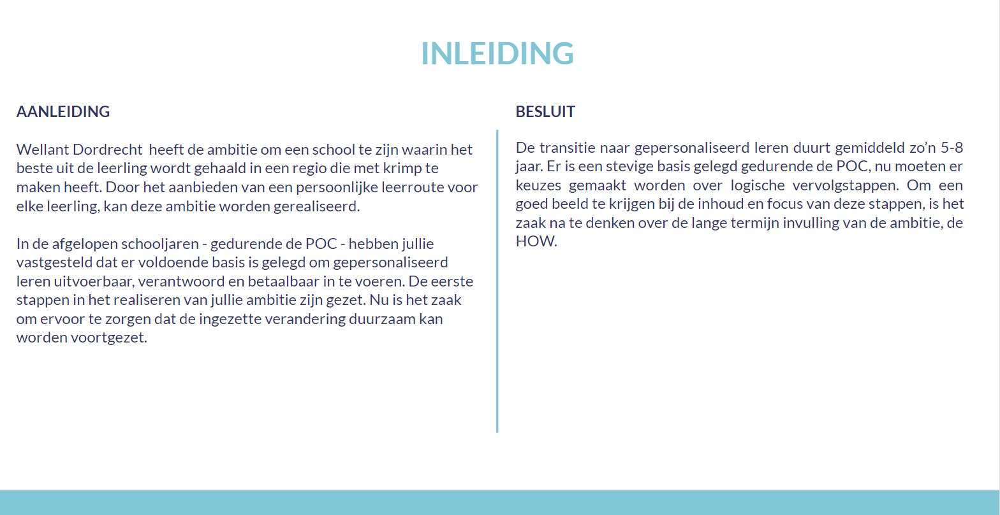 INLEIDING
AANLEIDING
Wellant Dordrecht  heeft de ambitie om een school te zijn waarin het
beste uit de leerling wordt gehaald in een regio die met krimp te
maken heeft. Door het aanbieden van een persoonlijke leerroute voor
elke leerling, kan deze ambitie worden gerealiseerd.
In de afgelopen schooljaren - gedurende de POC - hebben jullie
vastgesteld dat er voldoende basis is gelegd om gepersonaliseerd
leren uitvoerbaar, verantwoord en betaalbaar in te voeren. De eerste
stappen in het realiseren van jullie ambitie zijn gezet. Nu is het zaak
om ervoor te zorgen dat de ingezette verandering duurzaam kan
worden voortgezet.
BESLUIT
De transitie naar gepersonaliseerd leren duurt gemiddeld zo’n 5-8
jaar. Er is een stevige basis gelegd gedurende de POC, nu moeten er
keuzes gemaakt worden over logische vervolgstappen. Om een
goed beeld te krijgen bij de inhoud en focus van deze stappen, is het
zaak na te denken over de lange termijn invulling van de ambitie, de
HOW.